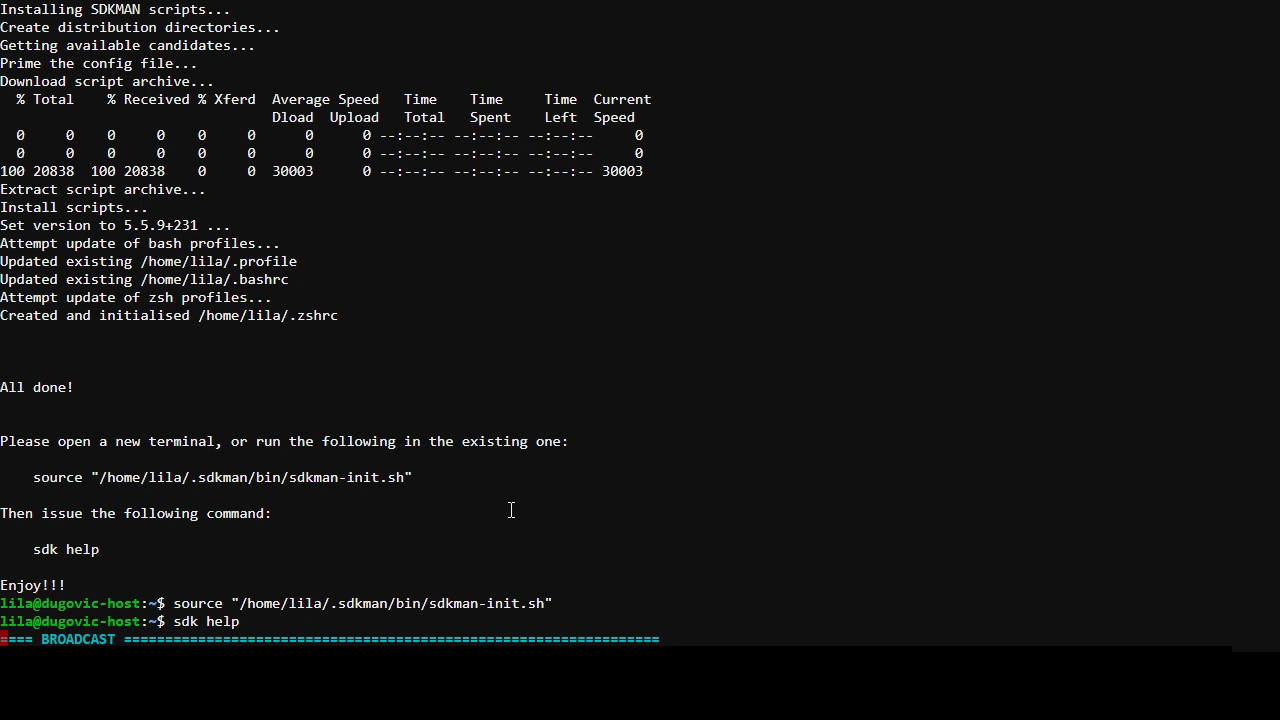 Installing SDKMAN scripts...
Create distribution directories...
Getting available candidates...
Prime the config file...
Download script archive...
  % Total    % Received % Xferd  Average Speed   Time    Time     Time  Current
                                 Dload  Upload   Total   Spent    Left  Speed
  0     0    0     0    0     0      0      0 --:--:-- --:--:-- --:--:--     0
  0     0    0     0    0     0      0      0 --:--:-- --:--:-- --:--:--     0
100 20838  100 20838    0     0  30003      0 --:--:-- --:--:-- --:--:-- 30003
Extract script archive...
Install scripts...
Set version to 5.5.9+231 ...
Attempt update of bash profiles...
Updated existing /home/lila/.profile
Updated existing /home/lila/.bashrc
Attempt update of zsh profiles...
Created and initialised /home/lila/.zshrc
All done!
Please open a new terminal, or run the following in the existing one:
    source "/home/lila/.sdkman/bin/sdkman-init.sh"
Then issue the following command:
    sdk help
Enjoy!!!
lila@dugovic-host:~$ source "/home/lila/.sdkman/bin/sdkman-init.sh"
lila@dugovic-host:~$ sdk help
==== BROADCAST =================================================================